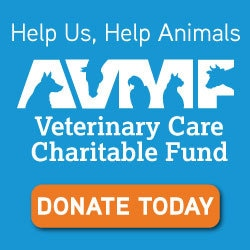 Help Us, Help Animals
AVMF
Veterinary Care
Charitable Fund
DONATE TODAY